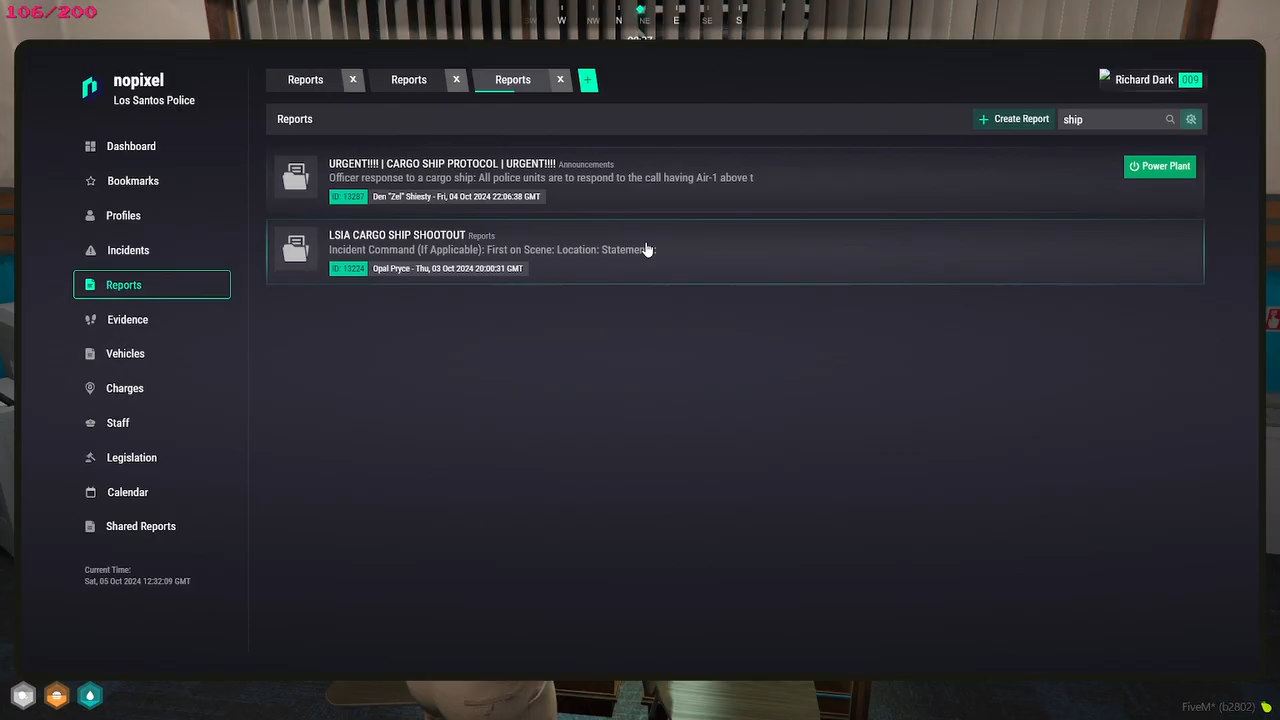 106/200
SW W NW N NE E SE S
nopixel
Los Santos Police
Reports x Reports x Reports x +
Richard Dark 009
Reports
Create Report
ship
Dashboard
Bookmarks
Profiles
Incidents
Reports
Evidence
Vehicles
Charges
Staff
Legislation
Calendar
Shared Reports
Current Time:
Sat, 05 Oct 2024 12:32:09 GMT
URGENT!!!! | CARGO SHIP PROTOCOL | URGENT!!!! Announcements
Officer response to a cargo ship: All police units are to respond to the call having Air-1 above t
ID: 13287 Den "Zel" Shiesty - Fri, 04 Oct 2024 22:06:38 GMT
Power Plant
LSIA CARGO SHIP SHOOTOUT Reports
Incident Command (If Applicable): First on Scene: Location: Statement:
ID: 13224 Opal Pryce - Thu, 03 Oct 2024 20:00:31 GMT
FiveM* (b2802)